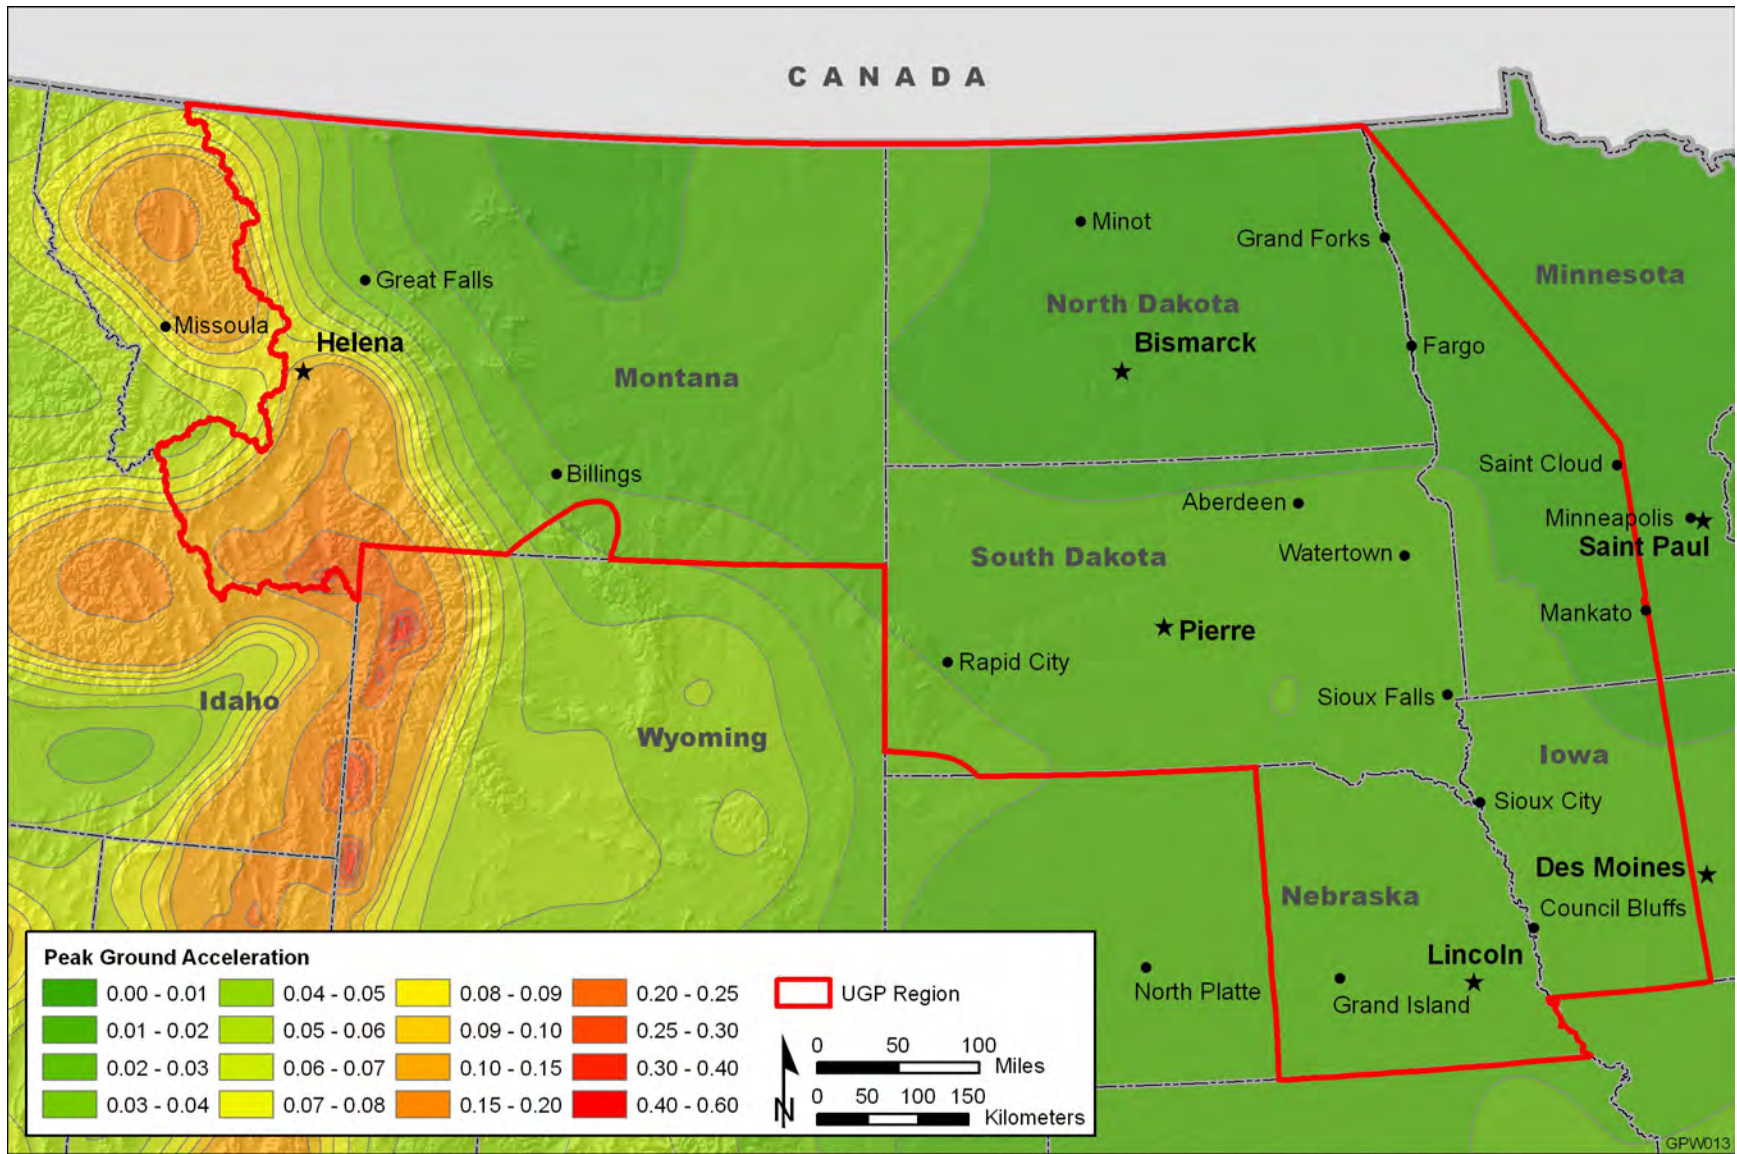 CANADA
Minot
Grand Forks
Minnesota
Great Falls
North Dakota
Missoula
Helena
Bismarck
Fargo
Montana
Saint Cloud
Billings
Aberdeen
Minneapolis
Saint Paul
South Dakota
Watertown
Mankato
Pierre
Rapid City
Idaho
Sioux Falls
Wyoming
Iowa
Sioux City
Des Moines
Nebraska
Council Bluffs
Lincoln
North Platte
Grand Island
Peak Ground Acceleration
0.00 - 0.01
0.04 - 0.05
0.08 - 0.09
0.20 - 0.25
0.01 - 0.02
0.05 - 0.06
0.09 - 0.10
0.25 - 0.30
0.02 - 0.03
0.06 - 0.07
0.10 - 0.15
0.30 - 0.40
0.03 - 0.04
0.07 - 0.08
0.15 - 0.20
0.40 - 0.60
UGP Region
0 50 100
Miles
0 50 100 150
Kilometers
N
GPW013